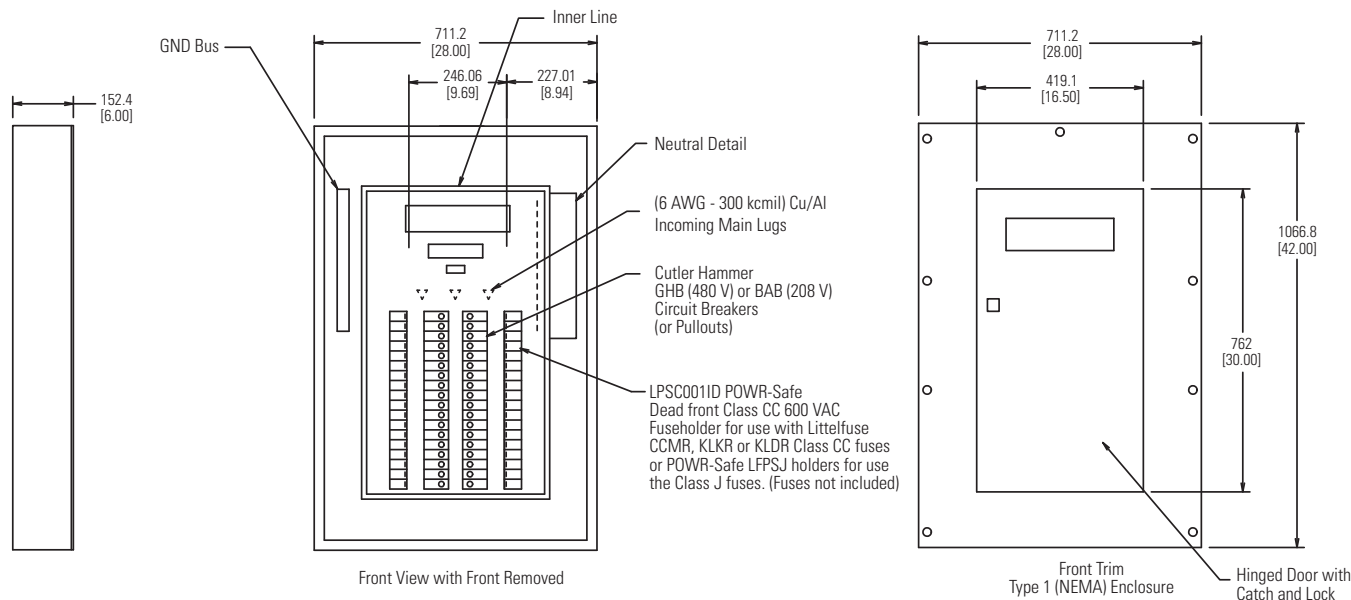 152.4
[6.00]
GND Bus
711.2
[28.00]
Inner Line
246.06
[9.69]
227.01
[8.94]
Neutral Detail
(6 AWG - 300 kcmil) Cu/Al
Incoming Main Lugs
Cutler Hammer
GHB (480 V) or BAB (208 V)
Circuit Breakers
(or Pullouts)
LPSC001ID POWR-Safe
Dead front Class CC 600 VAC
Fuseholder for use with Littelfuse
CCMR, KLKR or KLDR Class CC fuses
or POWR-Safe LFPSJ holders for use
the Class J fuses. (Fuses not included)
Front View with Front Removed
711.2
[28.00]
419.1
[16.50]
1066.8
[42.00]
762
[30.00]
Front Trim
Type 1 (NEMA) Enclosure
Hinged Door with
Catch and Lock